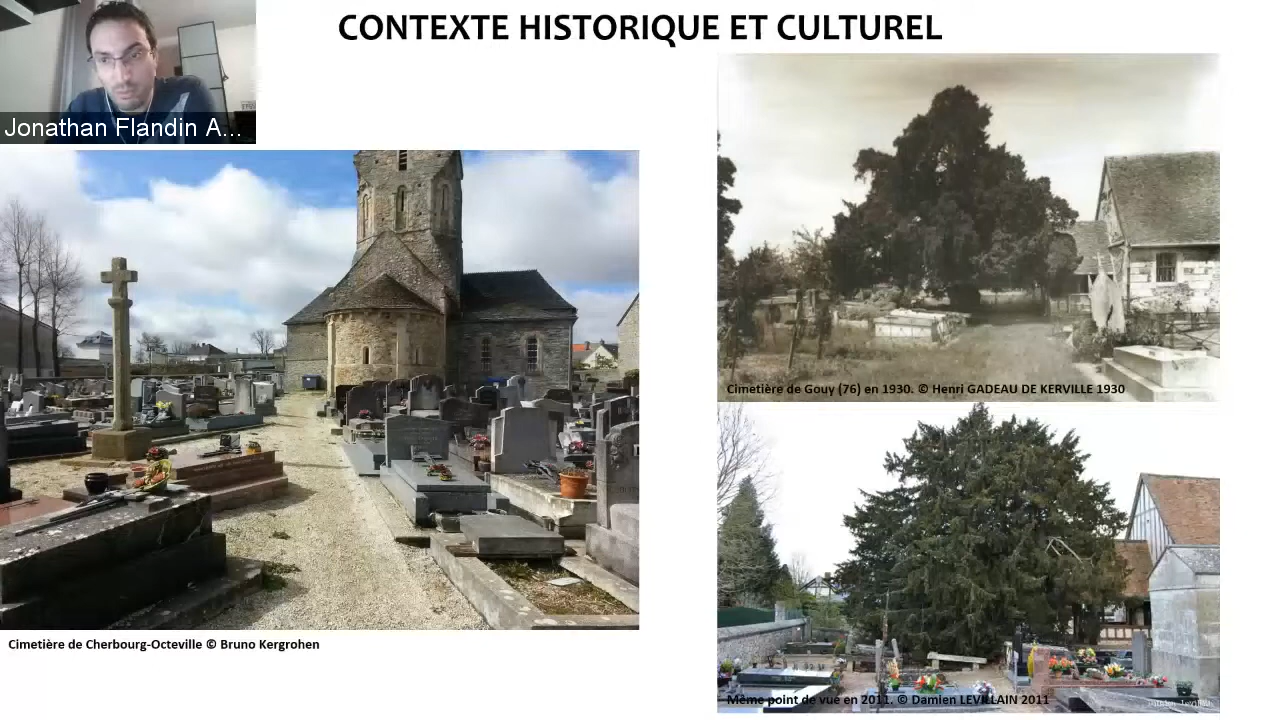 CONTEXTE HISTORIQUE ET CULTUREL
Jonathan Flandin A...
Cimetière de Gouy (76) en 1930. © Henri GADEAU DE KERVILLE 1930
Cimetière de Cherbourg-Octeville © Bruno Kergrohen
Même point de vue en 2011. © Damien LEVILLAIN 2011